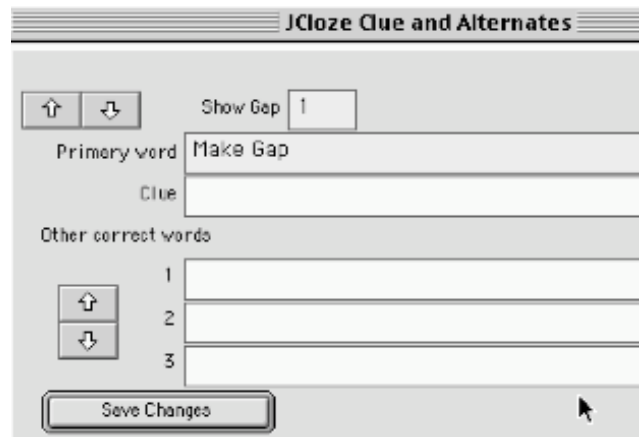 JCloze Clue and Alternates
Show Gap 1
Primary word Make Gap
Clue
Other correct words
1
2
3
Save Changes